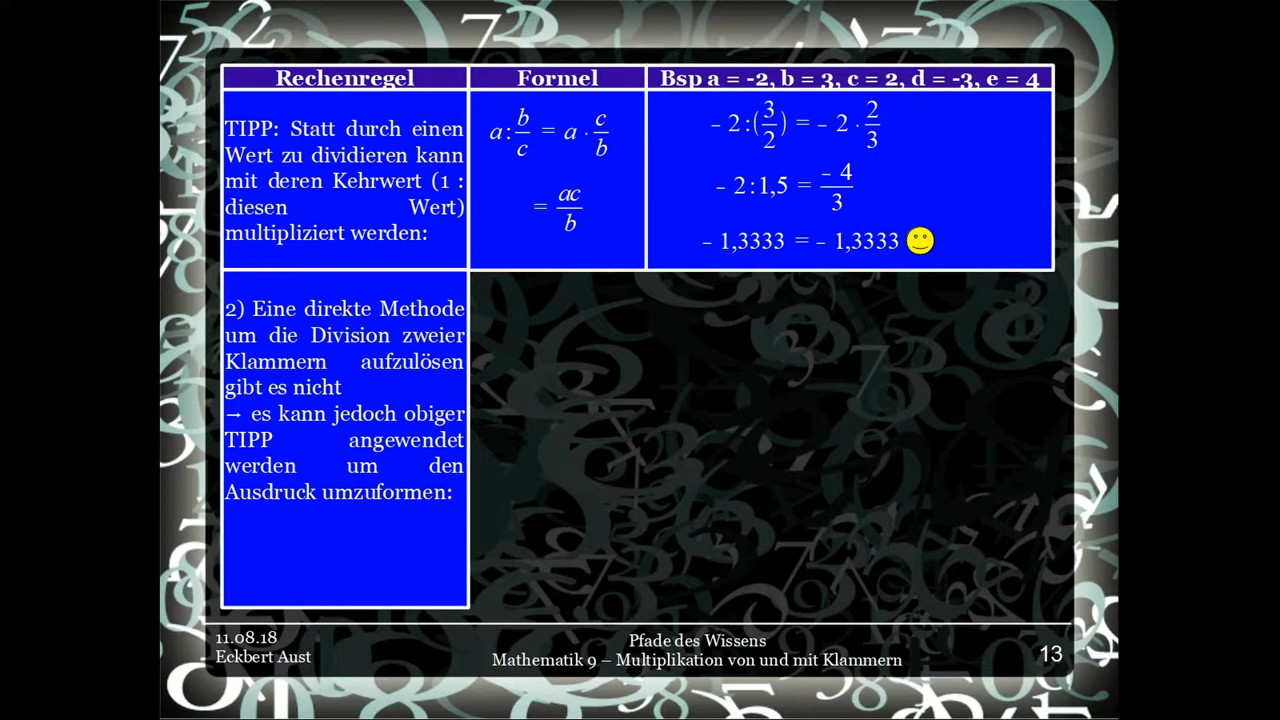 Rechenregel Formel Bsp a = -2, b = 3, c = 2, d = -3, e = 4
TIPP: Statt durch einen
Wert zu dividieren kann
mit deren Kehrwert (1 :
diesen Wert)
multipliziert werden:
a : b/c = a · c/b
= ac/b
– 2 : (3/2) = – 2 · 2/3
– 2 : 1,5 = – 4/3
– 1,3333 = – 1,3333
2) Eine direkte Methode
um die Division zweier
Klammern aufzulösen
gibt es nicht
→ es kann jedoch obiger
TIPP angewendet
werden um den
Ausdruck umzuformen:
11.08.18
Eckbert Aust
Pfade des Wissens
Mathematik 9 – Multiplikation von und mit Klammern
13